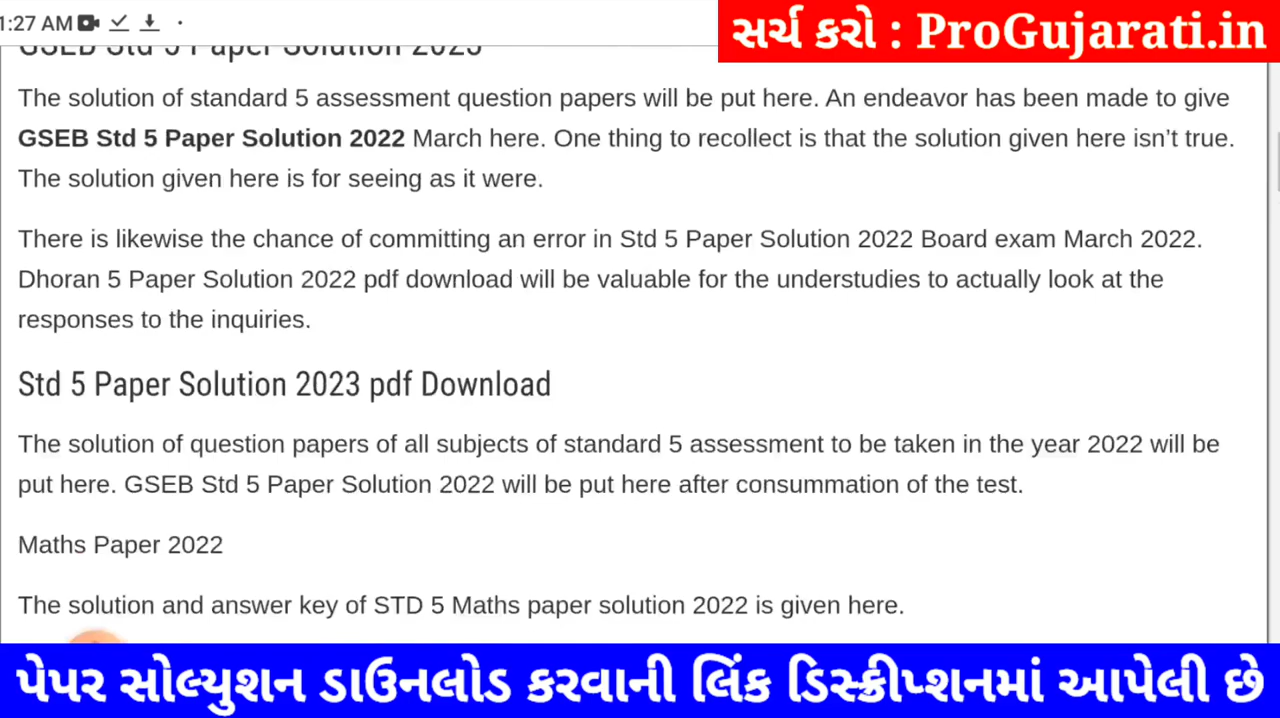 1:27 AM
સર્ચ કરો : ProGujarati.in
GSEB Std 5 Paper Solution 2023
The solution of standard 5 assessment question papers will be put here. An endeavor has been made to give
GSEB Std 5 Paper Solution 2022 March here. One thing to recollect is that the solution given here isn’t true.
The solution given here is for seeing as it were.
There is likewise the chance of committing an error in Std 5 Paper Solution 2022 Board exam March 2022.
Dhoran 5 Paper Solution 2022 pdf download will be valuable for the understudies to actually look at the
responses to the inquiries.
Std 5 Paper Solution 2023 pdf Download
The solution of question papers of all subjects of standard 5 assessment to be taken in the year 2022 will be
put here. GSEB Std 5 Paper Solution 2022 will be put here after consummation of the test.
Maths Paper 2022
The solution and answer key of STD 5 Maths paper solution 2022 is given here.
પેપર સોલ્યુશન ડાઉનલોડ કરવાની લિંક ડિસ્ક્રીપ્શનમાં આપેલી છે